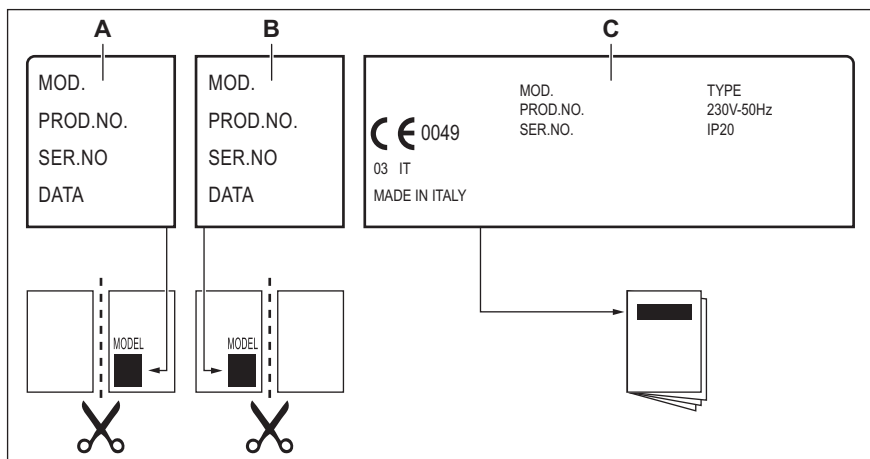 A
B
C
MOD.
PROD.NO.
SER.NO
DATA
MOD.
PROD.NO.
SER.NO
DATA
MOD.
PROD.NO.
SER.NO.
TYPE
230V-50Hz
IP20
CE 0049
03 IT
MADE IN ITALY
MODEL
MODEL